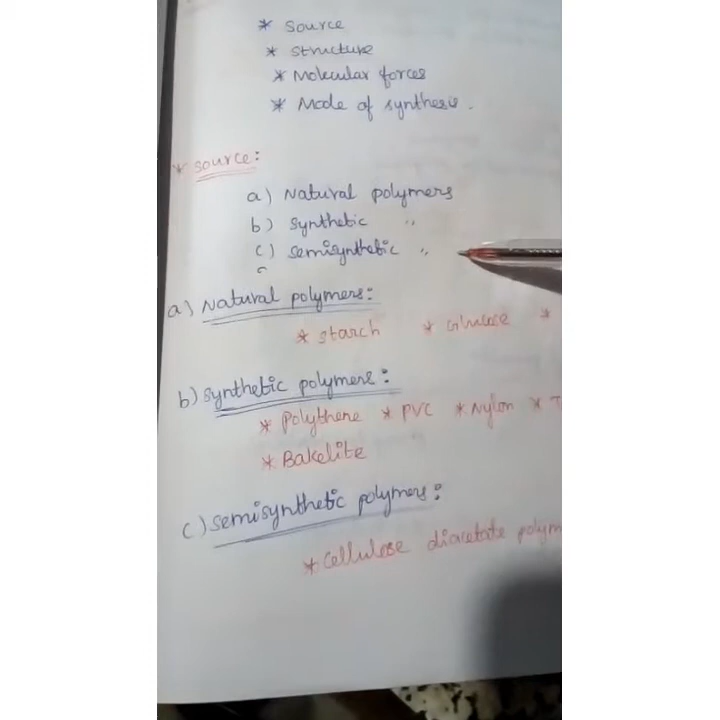 * Source
* Structure
* Molecular forces
* Mode of synthesis.
* Source:
a) Natural polymers
b) Synthetic "
c) Semisynthetic "
a) Natural polymers:
* Starch *
b) Synthetic polymers:
* Polythene * PVC * Nylon *
* Bakelite
c) Semisynthetic polymers:
* Cellulose diacetate polym